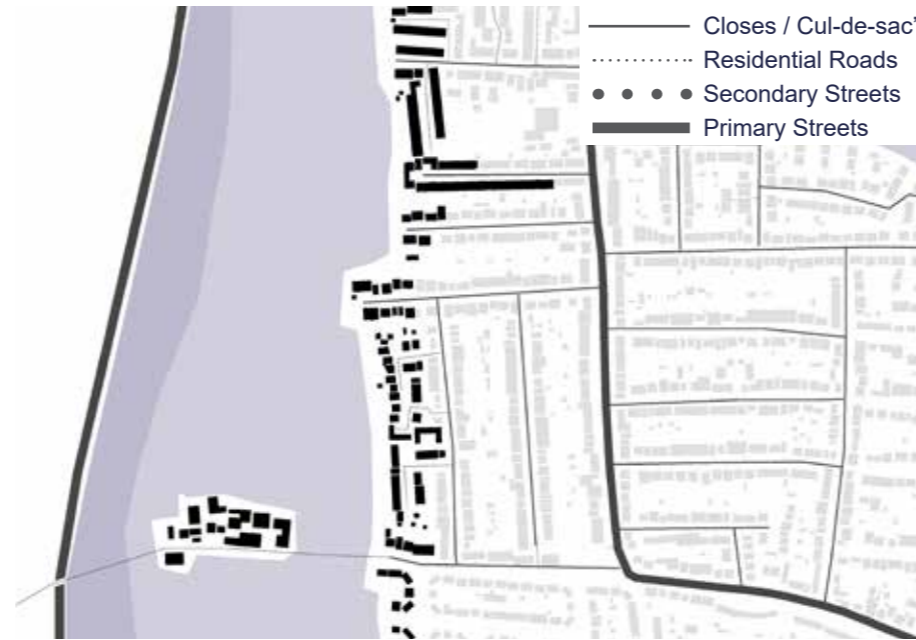 Closes / Cul-de-sac'
Residential Roads
Secondary Streets
Primary Streets